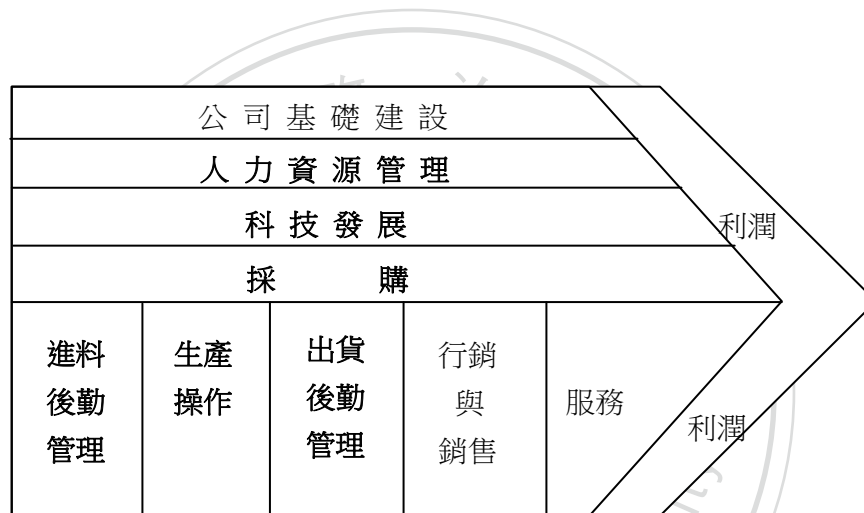 公司基礎建設
人力資源管理
科技發展
利潤
採購
進料
後勤
管理
生產
操作
出貨
後勤
管理
行銷
與
銷售
服務
利潤